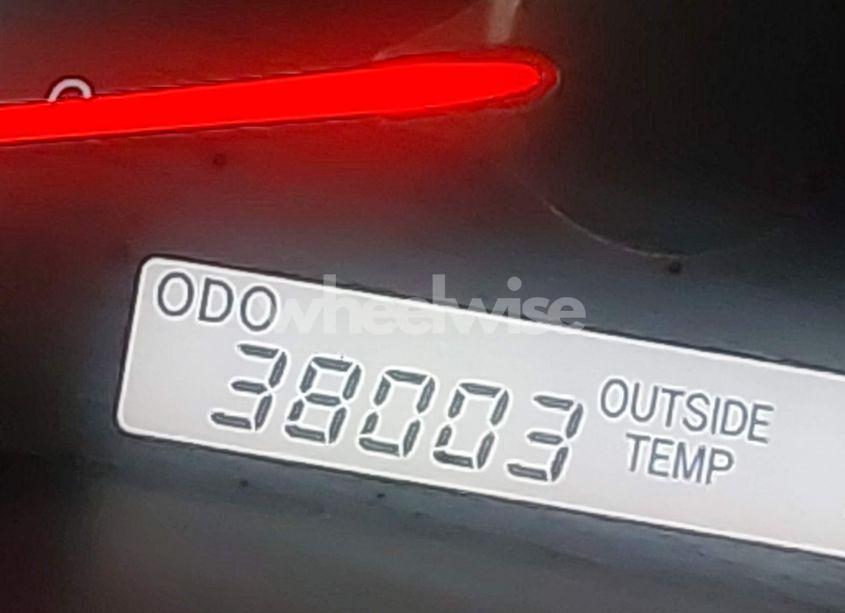 ODO
wheelwise
38003
OUTSIDE
TEMP